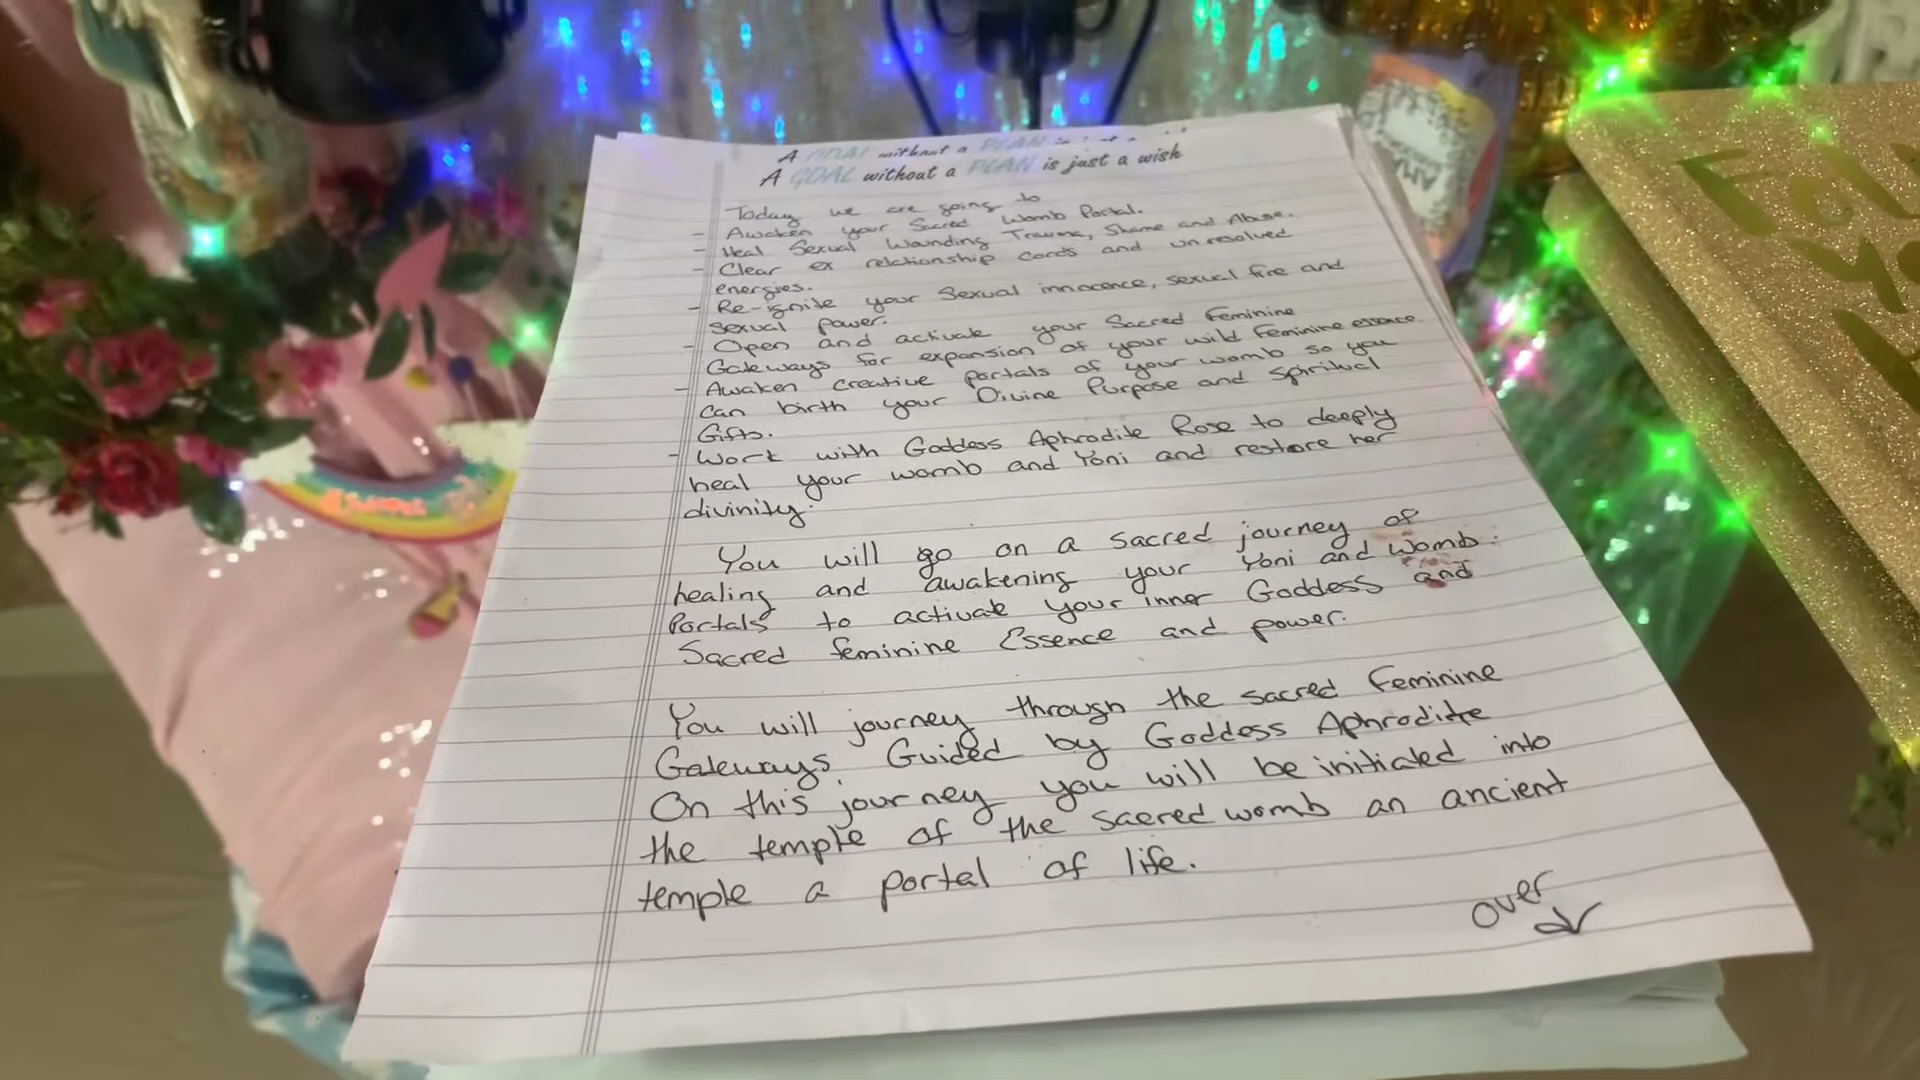 A GOAL without a PLAN
A GOAL without a PLAN is just a wish
Today we are going to
- Awaken your Sacred Womb Portal.
- Heal Sexual Wounding Trauma, Shame and Abuse.
- Clear ex relationship cords and unresolved
energies.
- Re-ignite your Sexual innocence, sexual fire and
sexual power.
- Open and activate your Sacred Feminine
Gateways for expansion of your wild Feminine essence
- Awaken creative portals of your womb so you
can birth your Divine Purpose and Spiritual
Gifts.
- Work with Goddess Aphrodite Rose to deeply
heal your womb and Yoni and restore her
divinity.
You will go on a sacred journey of
healing and awakening your Yoni and Womb
Portals to activate your inner Goddess and
Sacred feminine Essence and power.
You will journey through the sacred Feminine
Gateways. Guided by Goddess Aphrodite
On this journey you will be initiated into
the temple of the sacred womb an ancient
temple a portal of life.
over